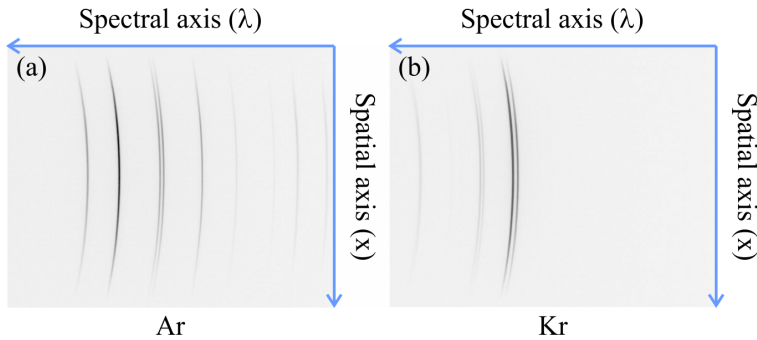 Spectral axis (λ)
Spectral axis (λ)
(a)
(b)
Spatial axis (x)
Spatial axis (x)
Ar
Kr